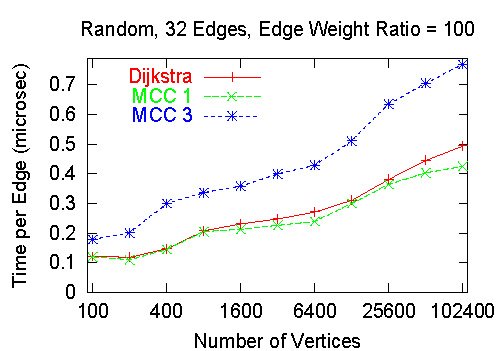 Random, 32 Edges, Edge Weight Ratio = 100
Time per Edge (microsec)
0.7
0.6
0.5
0.4
0.3
0.2
0.1
0
Dijkstra
MCC 1
MCC 3
100 400 1600 6400 25600 102400
Number of Vertices